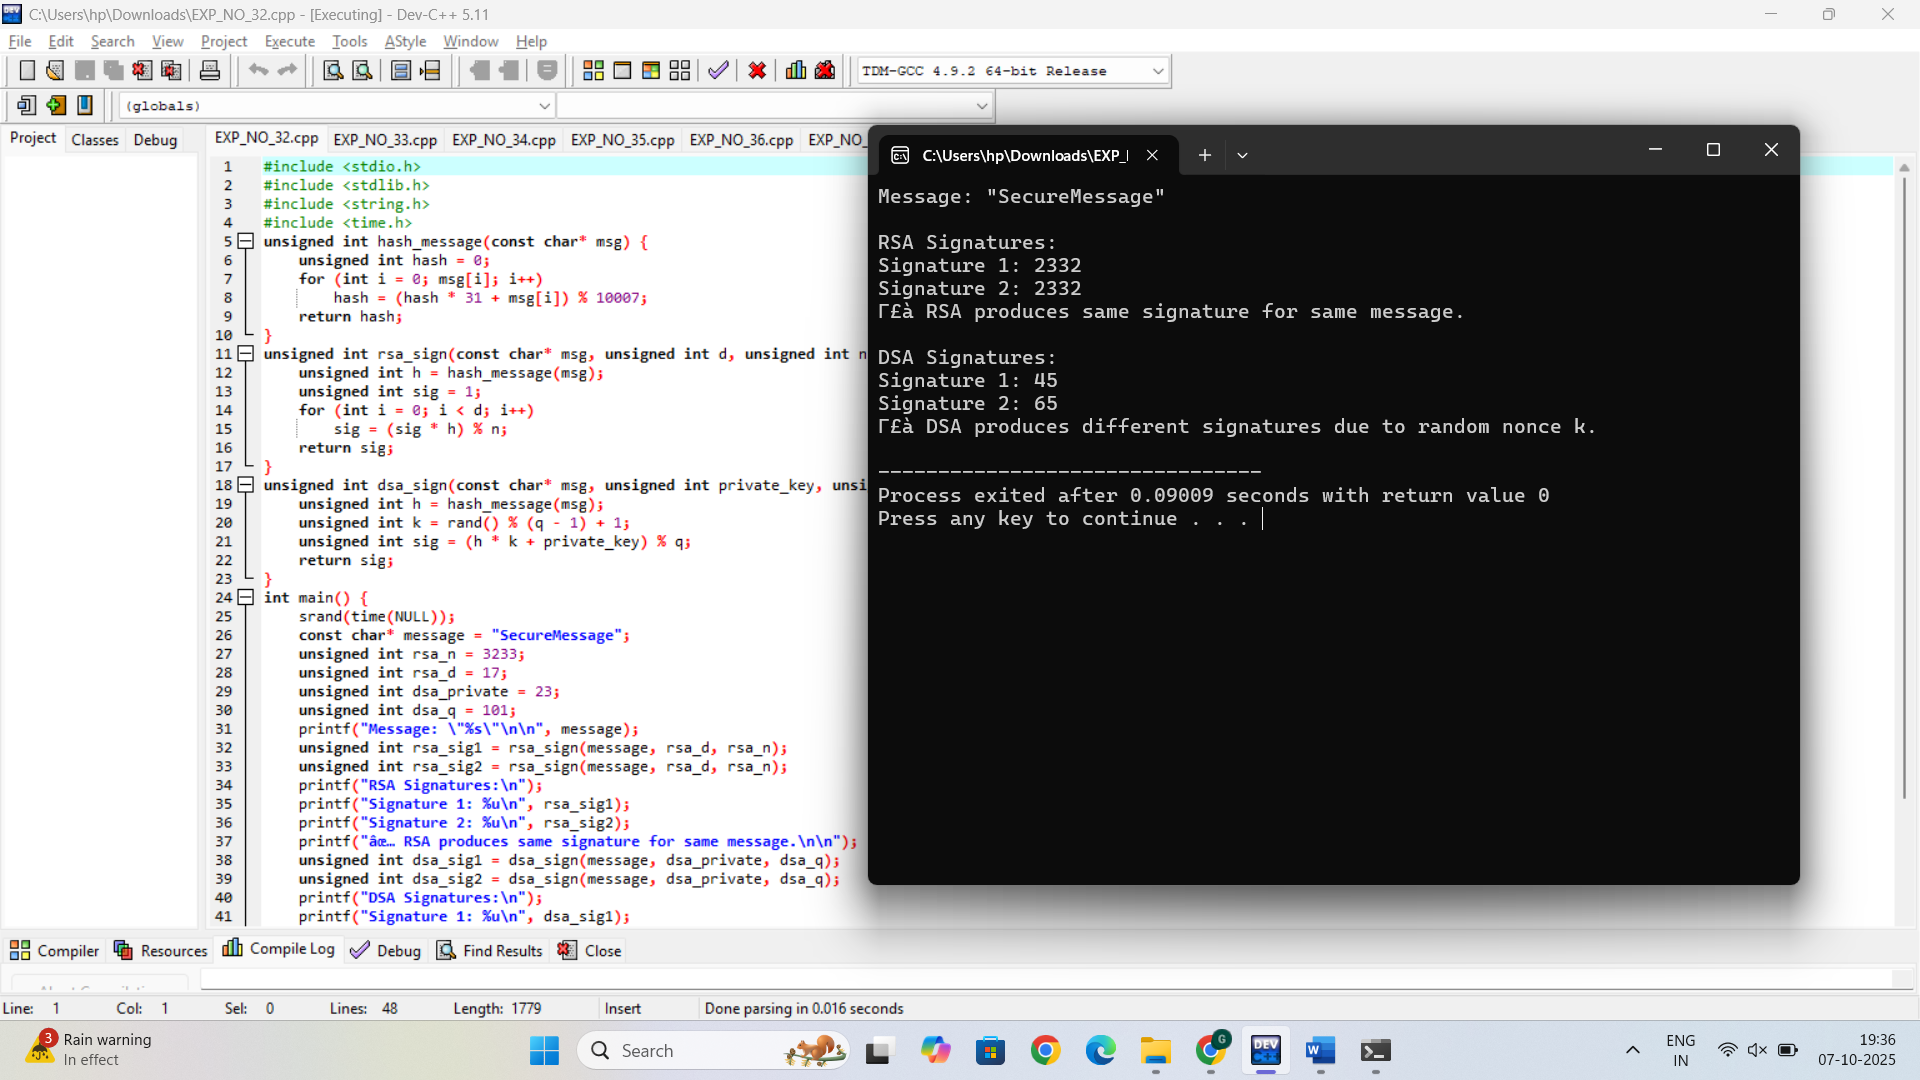 C:\Users\hp\Downloads\EXP_NO_32.cpp - [Executing] - Dev-C++ 5.11
File Edit Search View Project Execute Tools AStyle Window Help
TDM-GCC 4.9.2 64-bit Release
(globals)
Project Classes Debug
EXP_NO_32.cpp EXP_NO_33.cpp EXP_NO_34.cpp EXP_NO_35.cpp EXP_NO_36.cpp EXP_NO_
1 #include <stdio.h>
2 #include <stdlib.h>
3 #include <string.h>
4 #include <time.h>
5 unsigned int hash_message(const char* msg) {
6 unsigned int hash = 0;
7 for (int i = 0; msg[i]; i++)
8 hash = (hash * 31 + msg[i]) % 10007;
9 return hash;
10 }
11 unsigned int rsa_sign(const char* msg, unsigned int d, unsigned int n
12 unsigned int h = hash_message(msg);
13 unsigned int sig = 1;
14 for (int i = 0; i < d; i++)
15 sig = (sig * h) % n;
16 return sig;
17 }
18 unsigned int dsa_sign(const char* msg, unsigned int private_key, unsi
19 unsigned int h = hash_message(msg);
20 unsigned int k = rand() % (q - 1) + 1;
21 unsigned int sig = (h * k + private_key) % q;
22 return sig;
23 }
24 int main() {
25 srand(time(NULL));
26 const char* message = "SecureMessage";
27 unsigned int rsa_n = 3233;
28 unsigned int rsa_d = 17;
29 unsigned int dsa_private = 23;
30 unsigned int dsa_q = 101;
31 printf("Message: \"%s\"\n\n", message);
32 unsigned int rsa_sig1 = rsa_sign(message, rsa_d, rsa_n);
33 unsigned int rsa_sig2 = rsa_sign(message, rsa_d, rsa_n);
34 printf("RSA Signatures:\n");
35 printf("Signature 1: %u\n", rsa_sig1);
36 printf("Signature 2: %u\n", rsa_sig2);
37 printf("âœ… RSA produces same signature for same message.\n\n");
38 unsigned int dsa_sig1 = dsa_sign(message, dsa_private, dsa_q);
39 unsigned int dsa_sig2 = dsa_sign(message, dsa_private, dsa_q);
40 printf("DSA Signatures:\n");
41 printf("Signature 1: %u\n", dsa_sig1);
C:\Users\hp\Downloads\EXP_
Message: "SecureMessage"
RSA Signatures:
Signature 1: 2332
Signature 2: 2332
Γ£à RSA produces same signature for same message.
DSA Signatures:
Signature 1: 45
Signature 2: 65
Γ£à DSA produces different signatures due to random nonce k.
--------------------------------
Process exited after 0.09009 seconds with return value 0
Press any key to continue . . .
Compiler Resources Compile Log Debug Find Results Close
Line: 1 Col: 1 Sel: 0 Lines: 48 Length: 1779 Insert Done parsing in 0.016 seconds
3
Rain warning
In effect
Search
G
DEV
C++
W
ENG
IN
19:36
07-10-2025